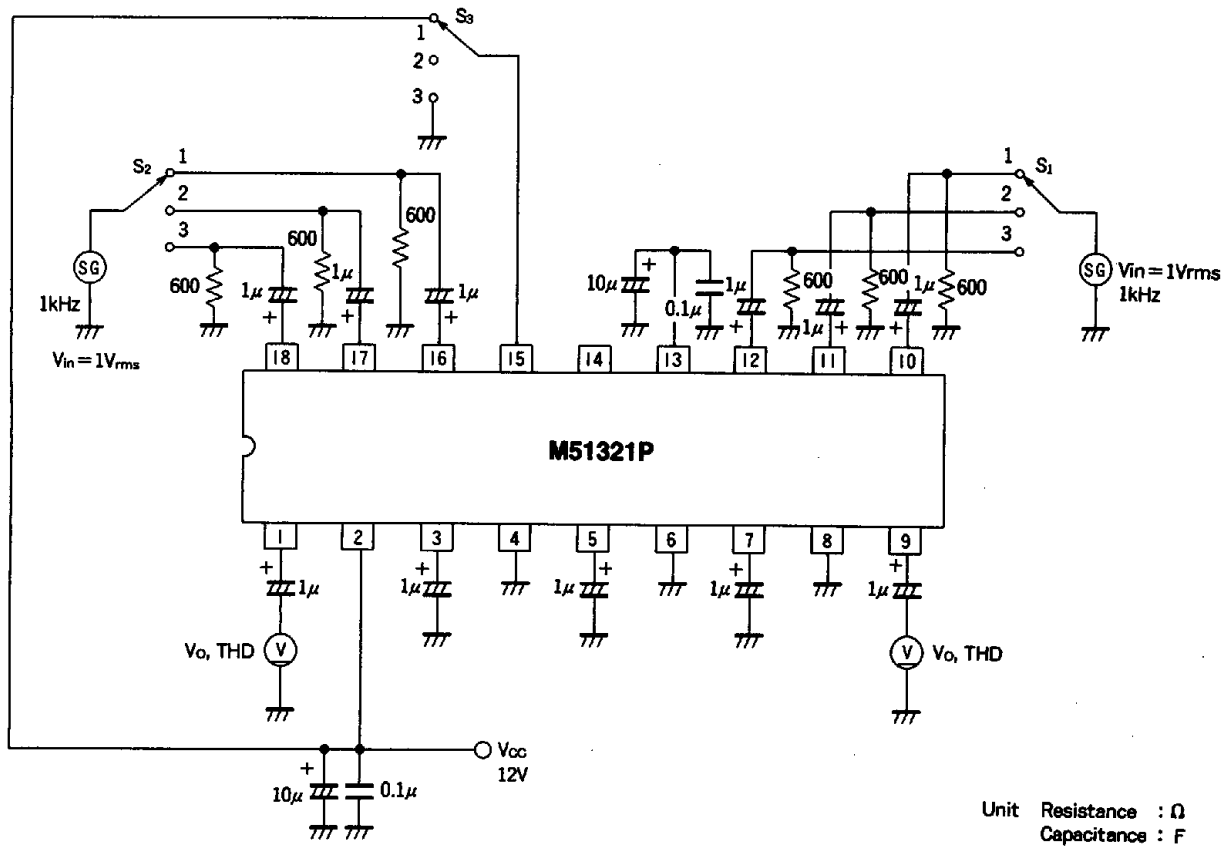 S₃
1
2
3
S₂
1
2
3
SG
1kHz
Vin=1Vrms
600
600
600
1μ
1μ
1μ
10μ
+
0.1μ
1μ
600
600
600
1μ
1μ
1
2
3
S₁
SG
Vin=1Vrms
1kHz
+
+
+
+
+
+
18
17
16
15
14
13
12
11
10
M51321P
1
2
3
4
5
6
7
8
9
+
1μ
+
1μ
+
1μ
+
1μ
+
1μ
Vo, THD
V
V
Vo, THD
+
10μ
0.1μ
Vcc
12V
Unit Resistance : Ω
Capacitance : F